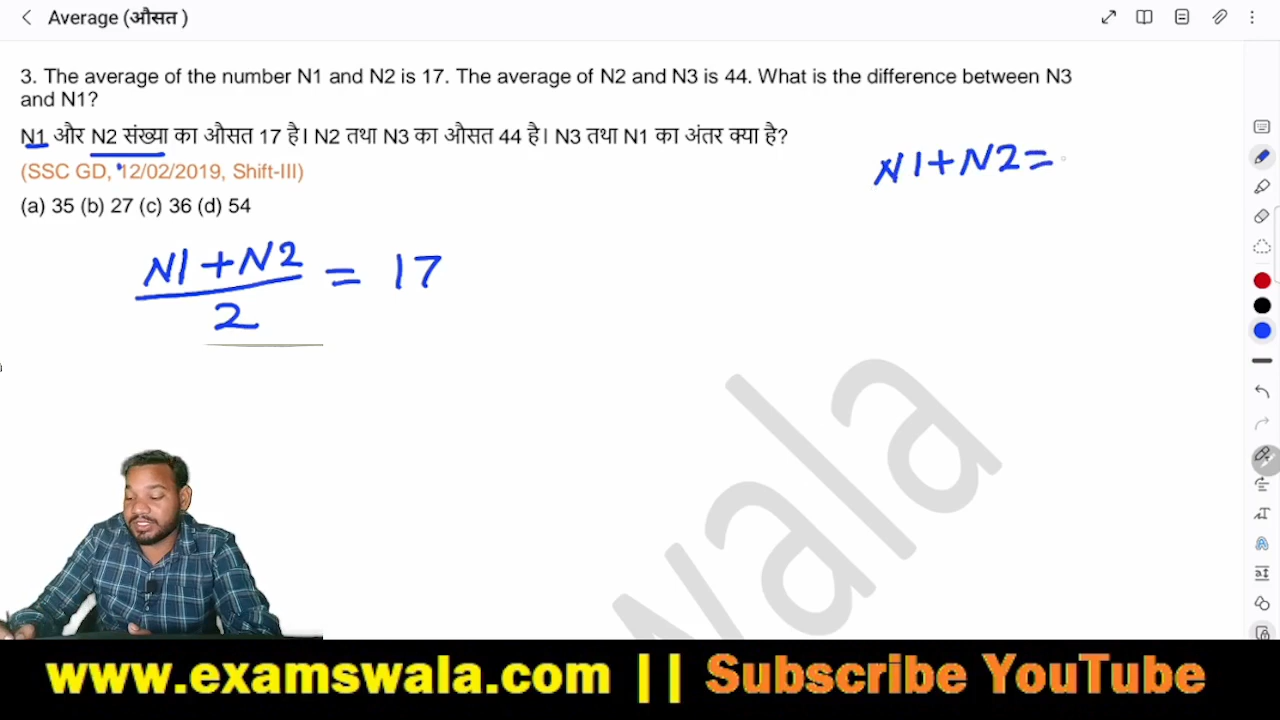 Average (औसत )
3. The average of the number N1 and N2 is 17. The average of N2 and N3 is 44. What is the difference between N3
and N1?
N1 और N2 संख्या का औसत 17 है। N2 तथा N3 का औसत 44 है। N3 तथा N1 का अंतर क्या है?
N1+N2=
(SSC GD, 12/02/2019, Shift-III)
(a) 35 (b) 27 (c) 36 (d) 54
N1+N2
= 17
2
wala
www.examswala.com || Subscribe YouTube